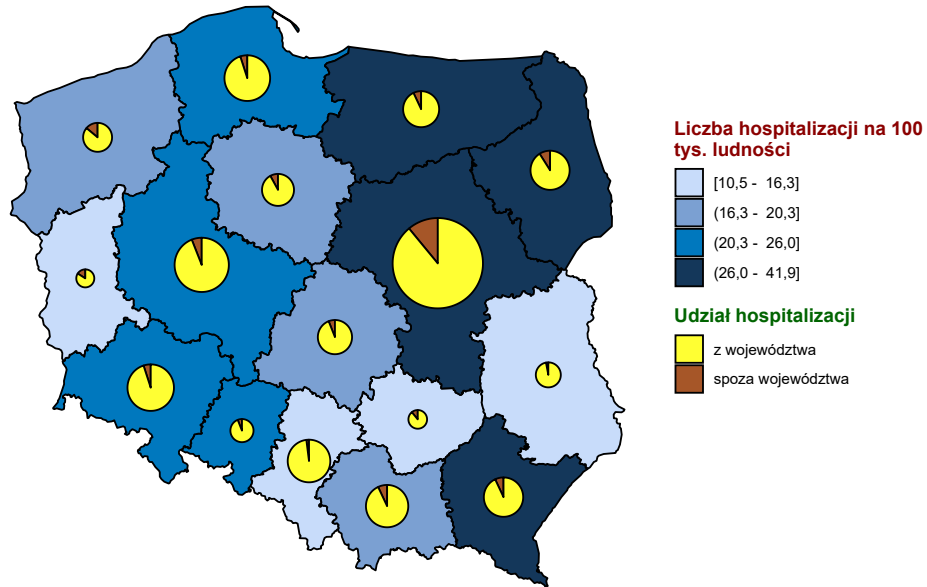 Liczba hospitalizacji na 100
tys. ludności
[10,5 - 16,3]
(16,3 - 20,3]
(20,3 - 26,0]
(26,0 - 41,9]
Udział hospitalizacji
z województwa
spoza województwa